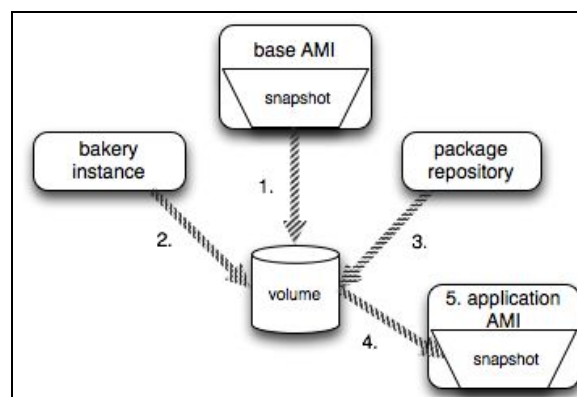 base AMI
snapshot
bakery
instance
package
repository
1.
2.
3.
volume
4.
5. application
AMI
snapshot